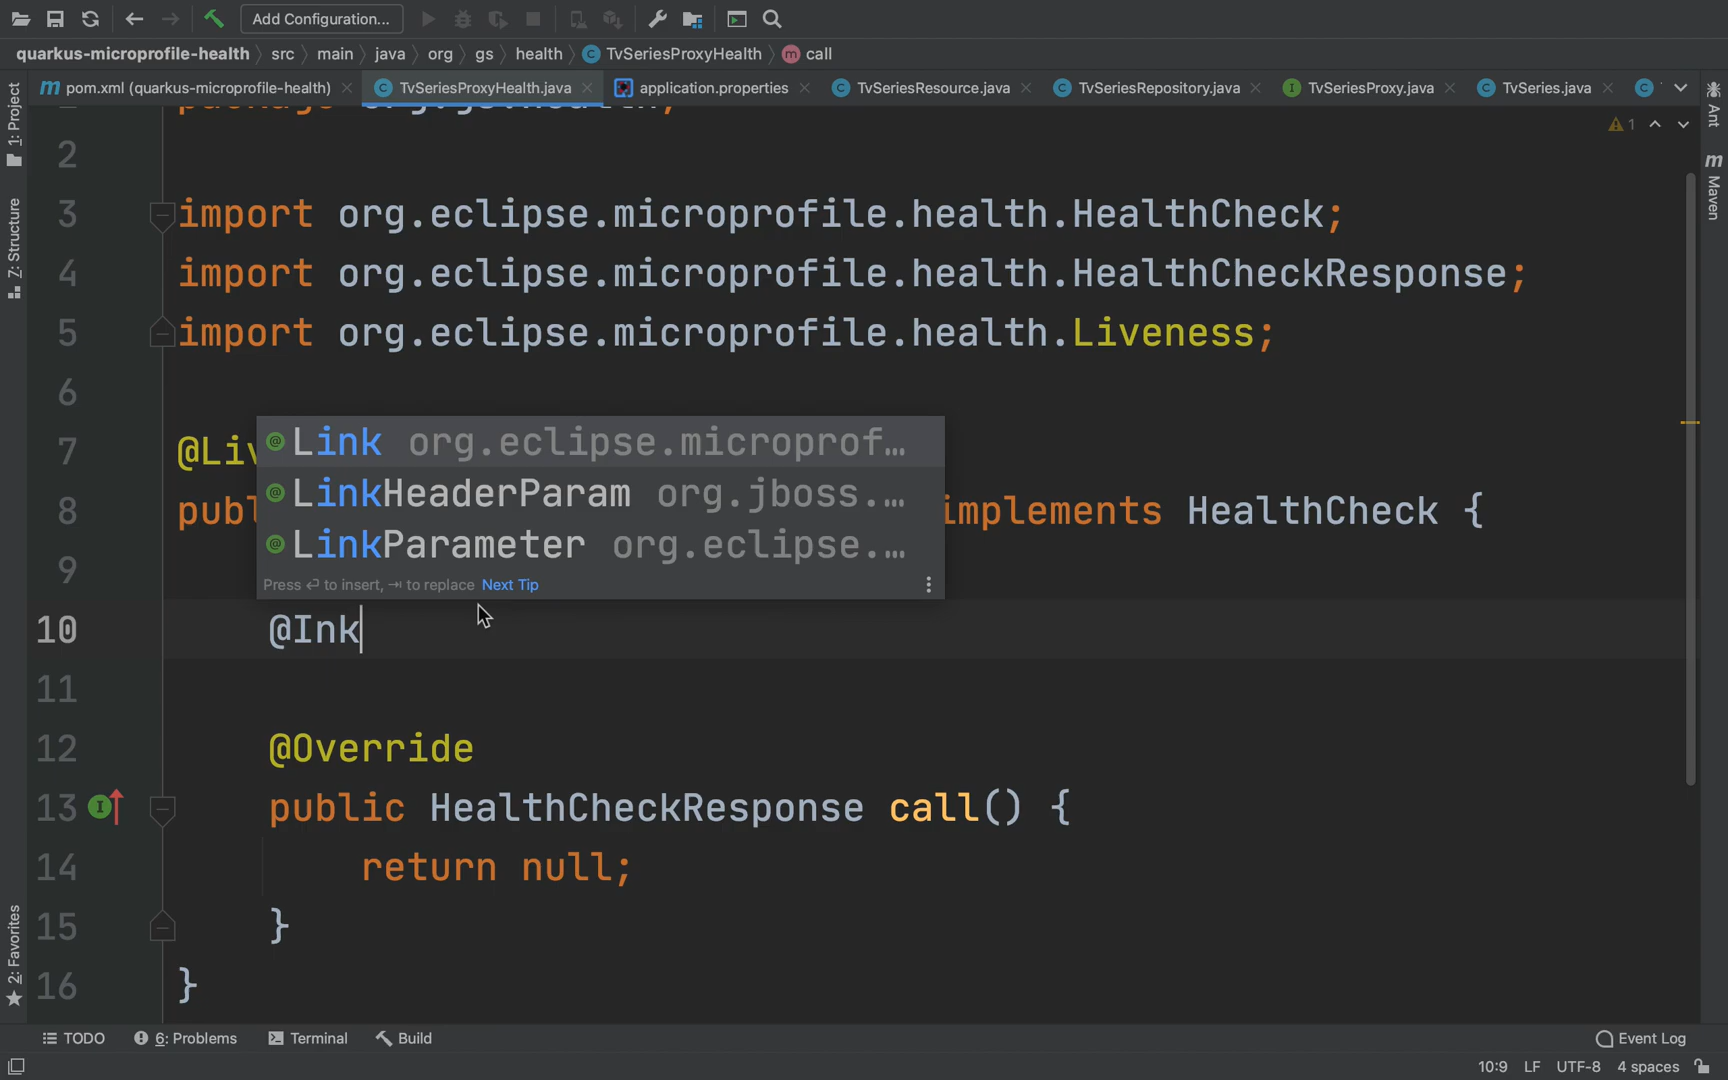 Add Configuration...
quarkus-microprofile-health src main java org gs health TvSeriesProxyHealth call
pom.xml (quarkus-microprofile-health) TvSeriesProxyHealth.java application.properties TvSeriesResource.java TvSeriesRepository.java TvSeriesProxy.java TvSeries.java
1: Project
Z: Structure
2: Favorites
Ant
Maven
1
2
3 import org.eclipse.microprofile.health.HealthCheck;
4 import org.eclipse.microprofile.health.HealthCheckResponse;
5 import org.eclipse.microprofile.health.Liveness;
6
7 @Liv
Link org.eclipse.microprof…
LinkHeaderParam org.jboss.…
LinkParameter org.eclipse.…
Press ⏎ to insert, ⇥ to replace Next Tip
8 publ implements HealthCheck {
9
10 @Ink
11
12 @Override
13 public HealthCheckResponse call() {
14 return null;
15 }
16 }
TODO 6: Problems Terminal Build Event Log
10:9 LF UTF-8 4 spaces